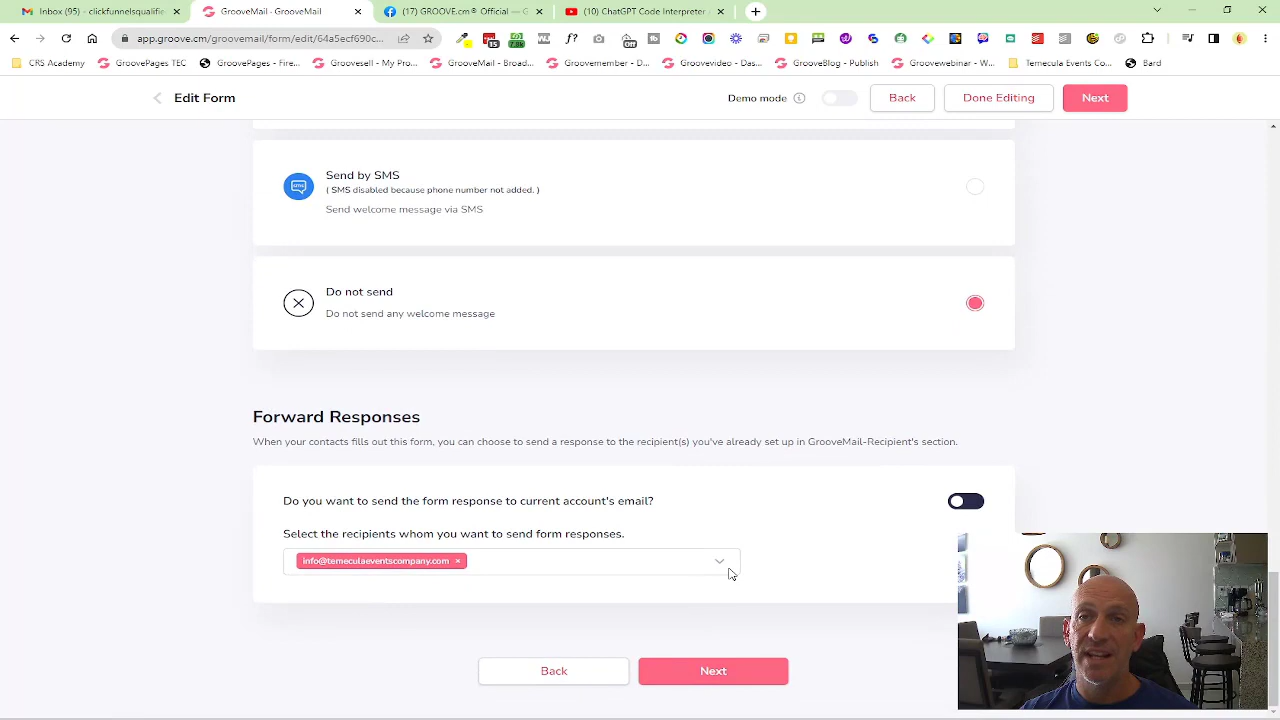 Inbox (95) - clickfunnelsqualifie
GrooveMail - GrooveMail
(17) GROOVE.cm® Official — G
(10) ChatGPT Code Interpreter
app.groove.cm/groovemail/form/edit/64a5ecf690c...
CRS Academy
GroovePages TEC
GroovePages - Fire...
Groovesell - My Pro...
GrooveMail - Broad...
Groovemember - D...
Groovevideo - Das...
GrooveBlog - Publish
Groovewebinar - W...
Temecula Events Co...
Bard
Edit Form
Demo mode
Back
Done Editing
Next
Send by SMS
( SMS disabled because phone number not added. )
Send welcome message via SMS
Do not send
Do not send any welcome message
Forward Responses
When your contacts fills out this form, you can choose to send a response to the recipient(s) you've already set up in GrooveMail-Recipient's section.
Do you want to send the form response to current account's email?
Select the recipients whom you want to send form responses.
info@temeculaeventscompany.com ×
Back
Next